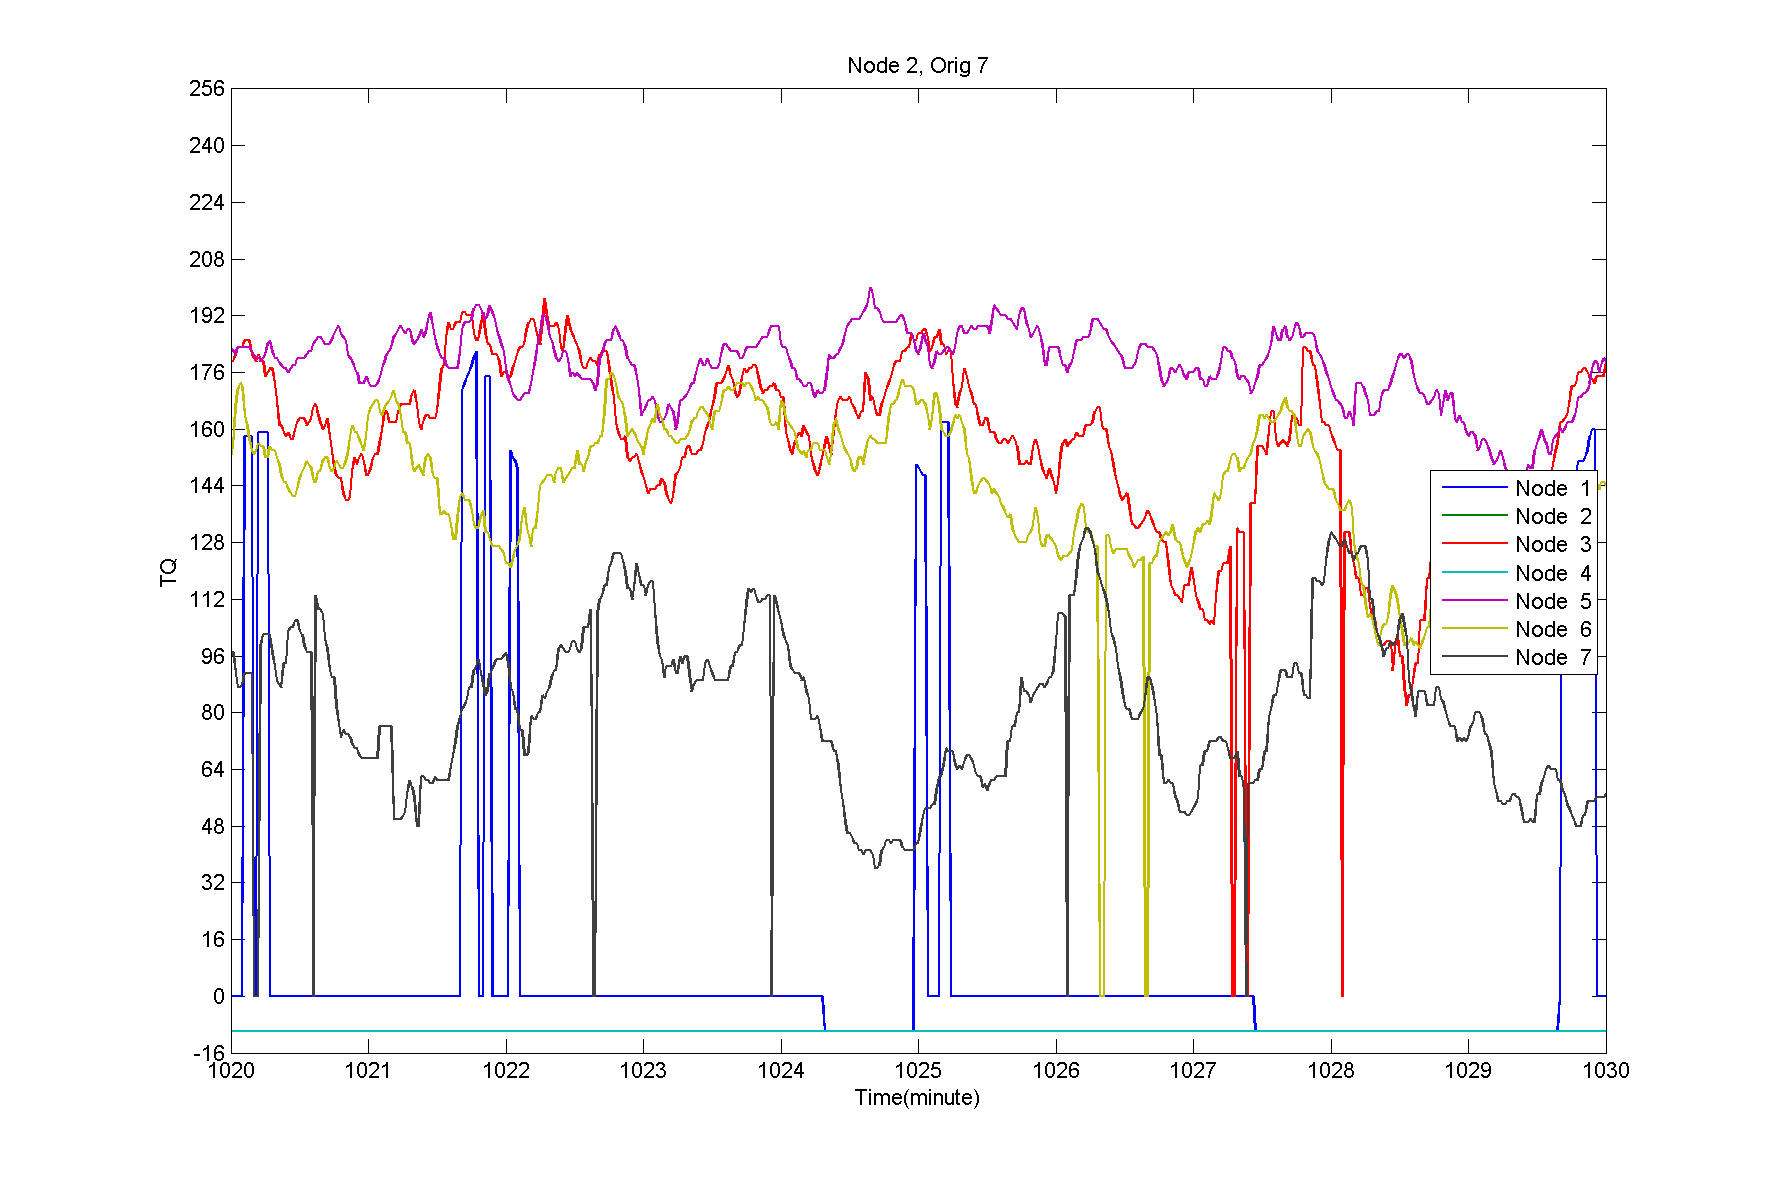 Node 2, Orig 7
256
240
224
208
192
176
160
144
128
112
96
80
64
48
32
16
0
-16
TQ
1020 1021 1022 1023 1024 1025 1026 1027 1028 1029 1030
Time(minute)
Node 1
Node 2
Node 3
Node 4
Node 5
Node 6
Node 7